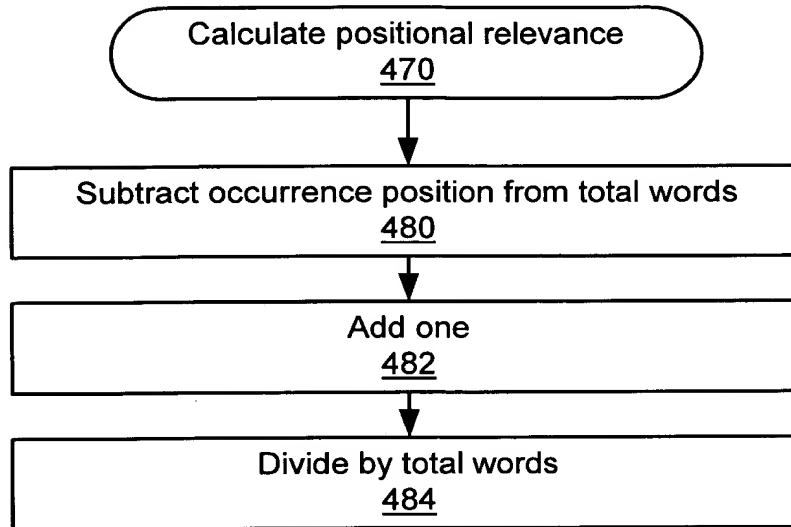 Calculate positional relevance
470
Subtract occurrence position from total words
480
Add one
482
Divide by total words
484